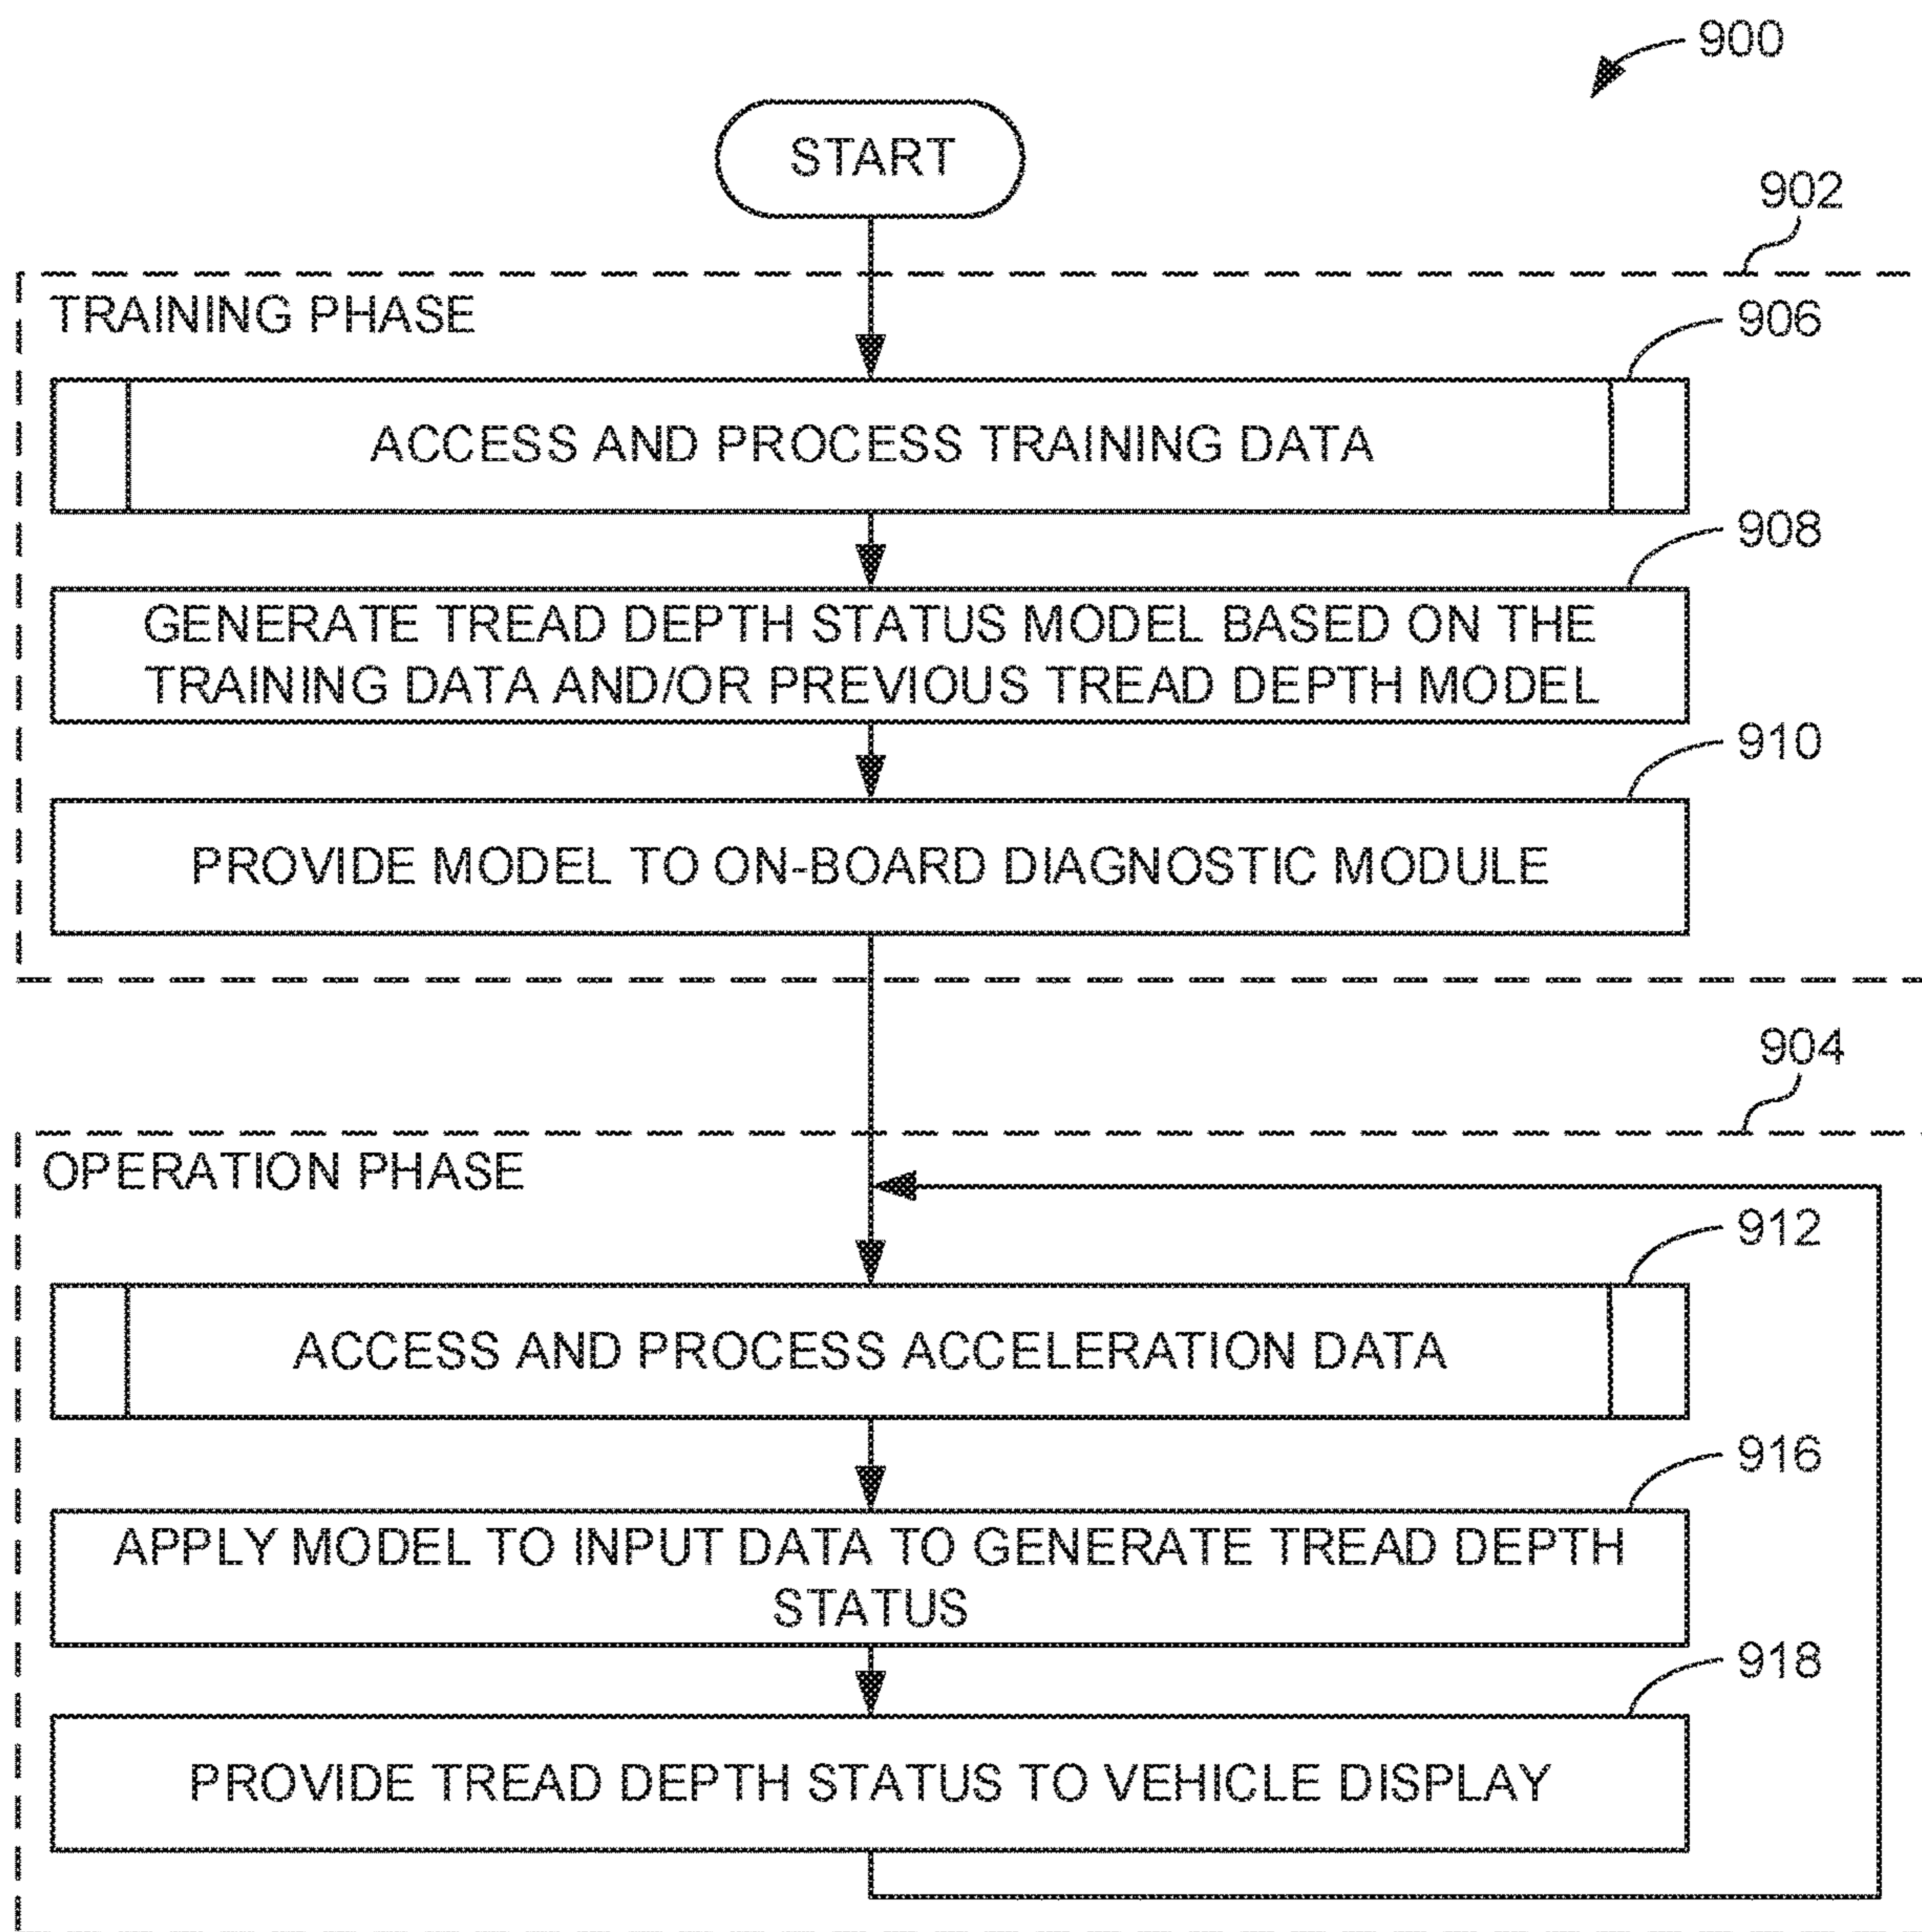 900
START
902
TRAINING PHASE
906
ACCESS AND PROCESS TRAINING DATA
908
GENERATE TREAD DEPTH STATUS MODEL BASED ON THE
TRAINING DATA AND/OR PREVIOUS TREAD DEPTH MODEL
910
PROVIDE MODEL TO ON-BOARD DIAGNOSTIC MODULE
904
OPERATION PHASE
912
ACCESS AND PROCESS ACCELERATION DATA
916
APPLY MODEL TO INPUT DATA TO GENERATE TREAD DEPTH
STATUS
918
PROVIDE TREAD DEPTH STATUS TO VEHICLE DISPLAY